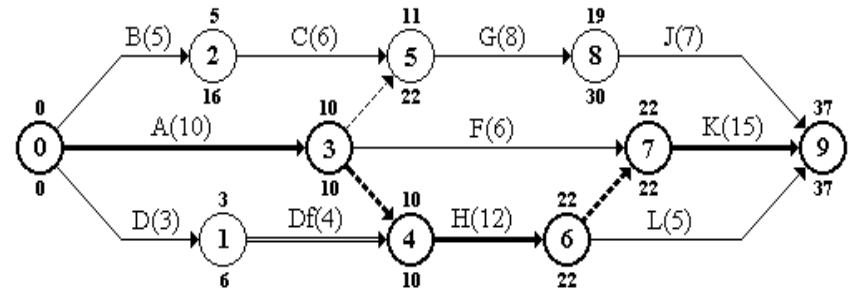 5 11 19
B(5) C(6) G(8) J(7)
2 5 8
0 16 10 22 30 22 37
A(10) F(6) K(15)
0 3 7 9
0 10 22 37
3 10 22
D(3) Df(4) H(12) L(5)
1 4 6
6 10 22